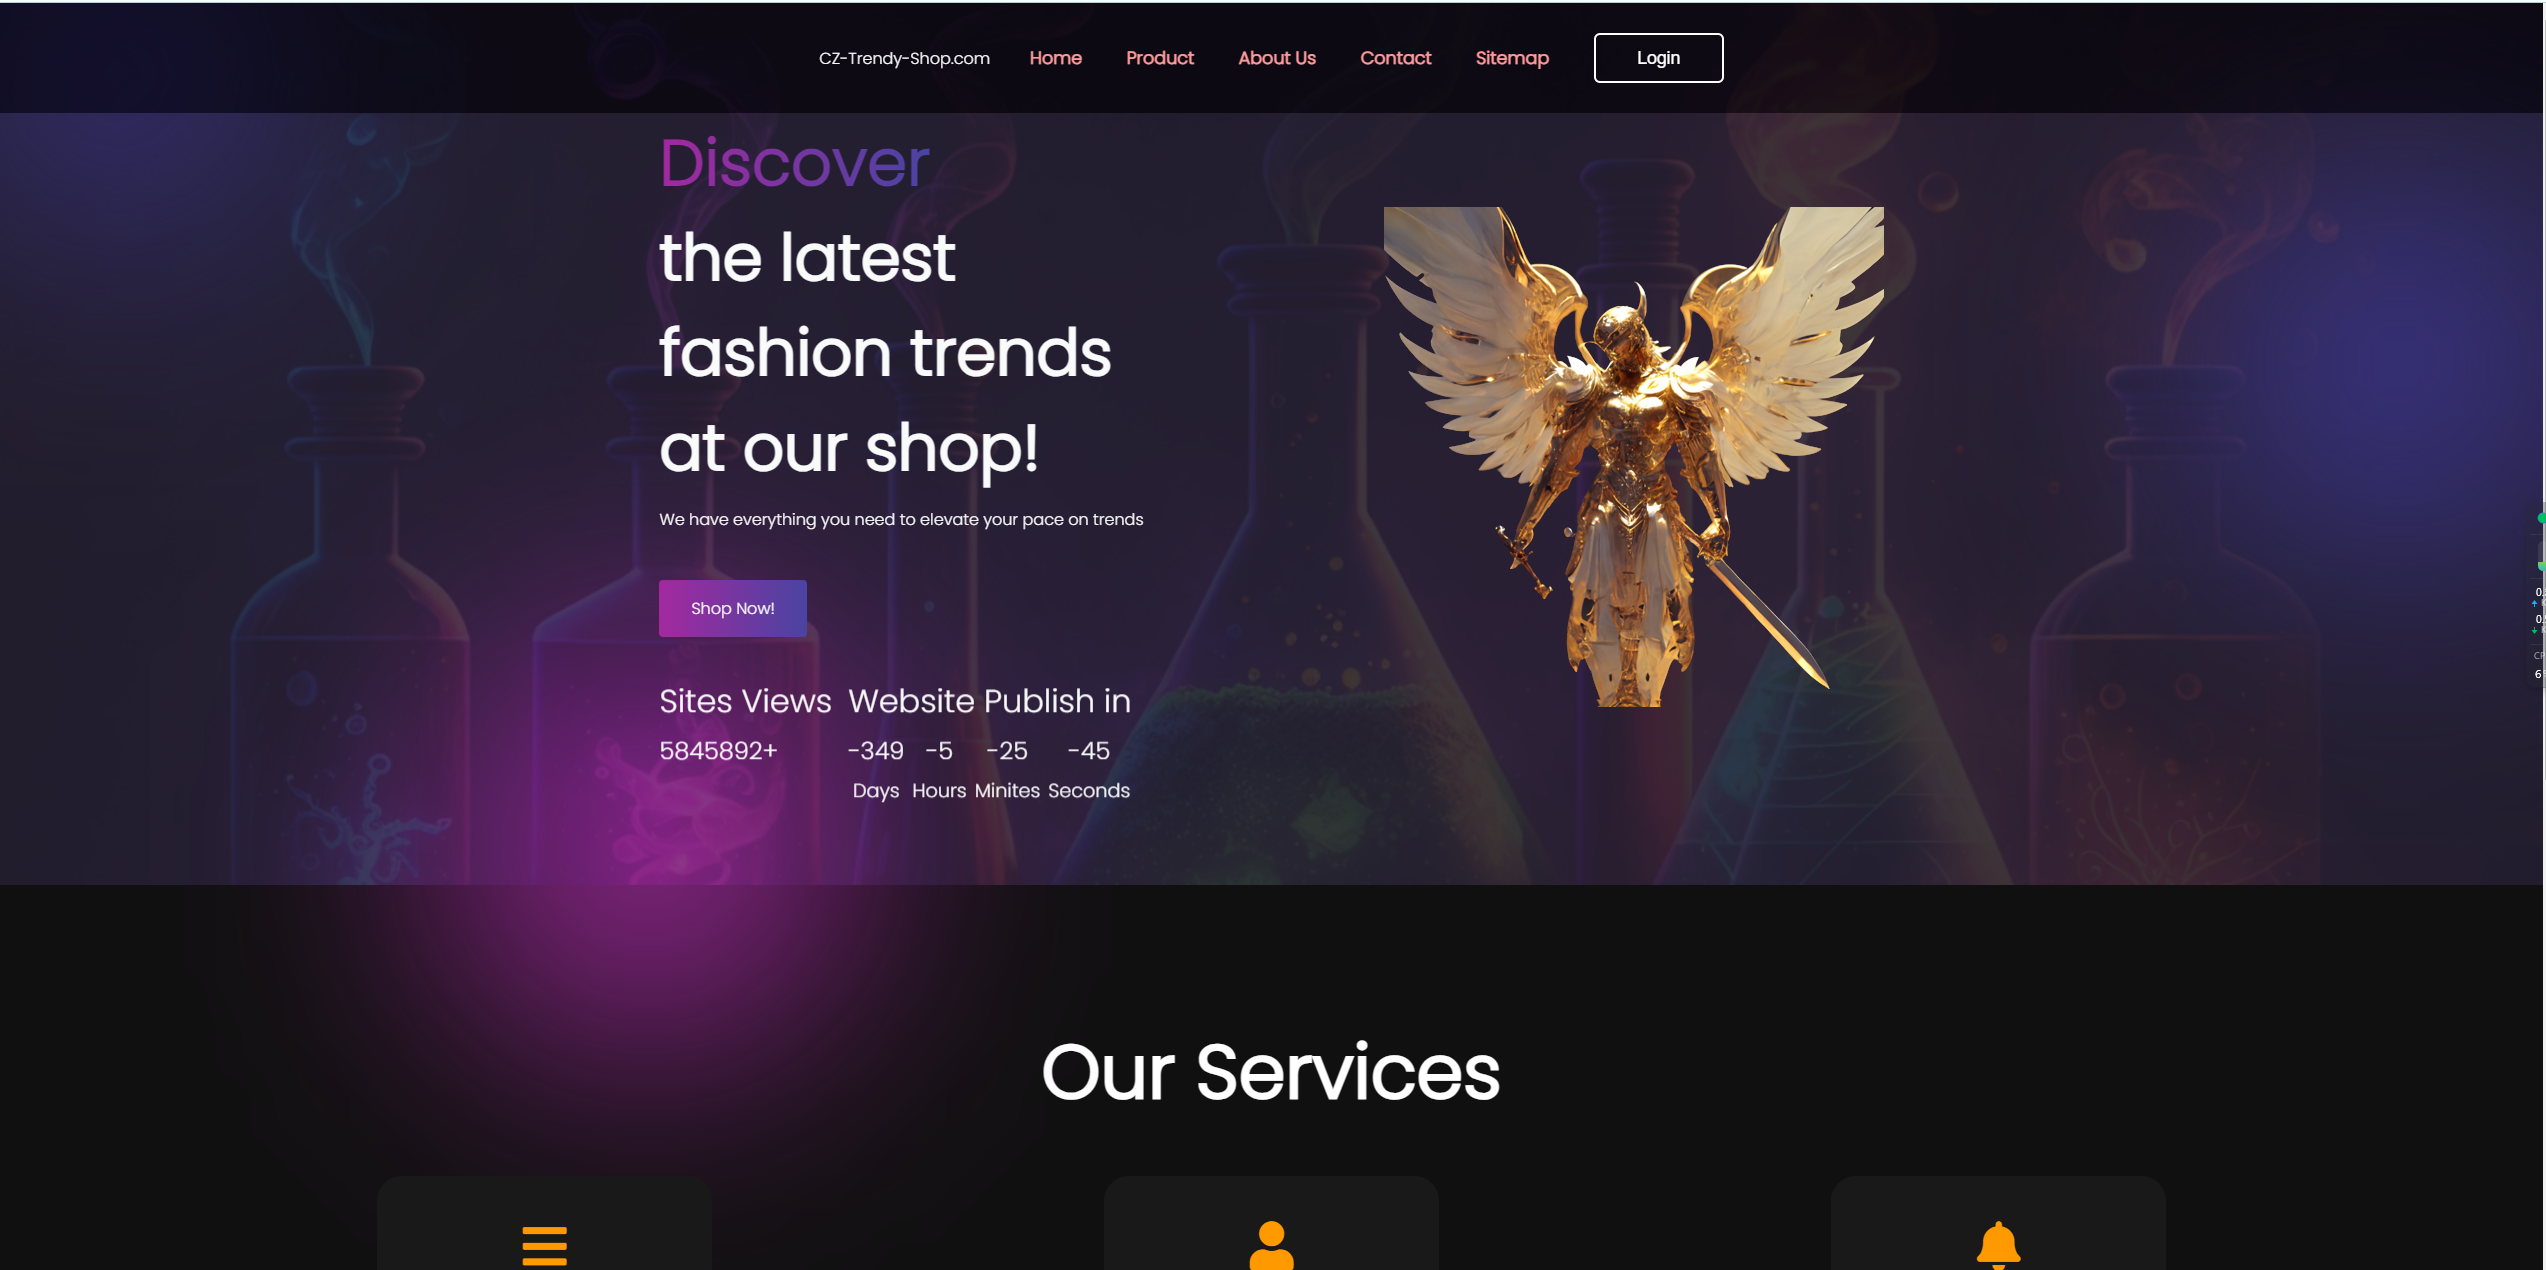 CZ-Trendy-Shop.com Home Product About Us Contact Sitemap Login
Discover
the latest
fashion trends
at our shop!
We have everything you need to elevate your pace on trends
Shop Now!
Sites Views Website Publish in
5845892+ -349 -5 -25 -45
Days Hours Minites Seconds
Our Services